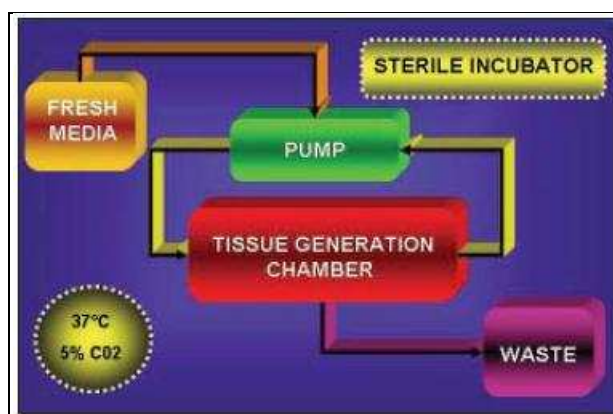 STERILE INCUBATOR
FRESH
MEDIA
PUMP
TISSUE GENERATION
CHAMBER
37°C
5% C02
WASTE